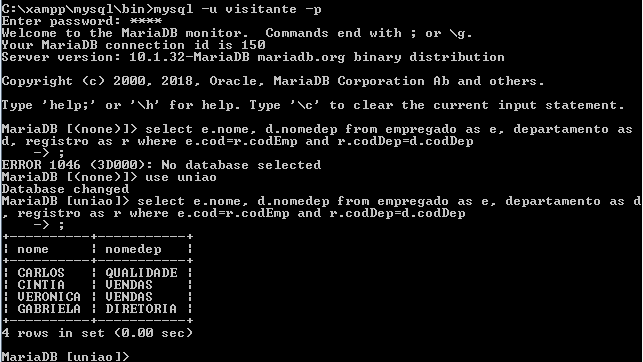 C:\xampp\mysql\bin>mysql -u visitante -p
Enter password: ****
Welcome to the MariaDB monitor.  Commands end with ; or \g.
Your MariaDB connection id is 150
Server version: 10.1.32-MariaDB mariadb.org binary distribution

Copyright (c) 2000, 2018, Oracle, MariaDB Corporation Ab and others.

Type 'help;' or '\h' for help. Type '\c' to clear the current input statement.

MariaDB [(none)]> select e.nome, d.nomedep from empregado as e, departamento as
d, registro as r where e.cod=r.codEmp and r.codDep=d.codDep
    -> ;
ERROR 1046 (3D000): No database selected
MariaDB [(none)]> use uniao
Database changed
MariaDB [uniao]> select e.nome, d.nomedep from empregado as e, departamento as d
, registro as r where e.cod=r.codEmp and r.codDep=d.codDep
    -> ;
+----------+-----------+
| nome     | nomedep   |
+----------+-----------+
| CARLOS   | QUALIDADE |
| CINTIA   | VENDAS    |
| VERONICA | VENDAS    |
| GABRIELA | DIRETORIA |
+----------+-----------+
4 rows in set (0.00 sec)

MariaDB [uniao]>